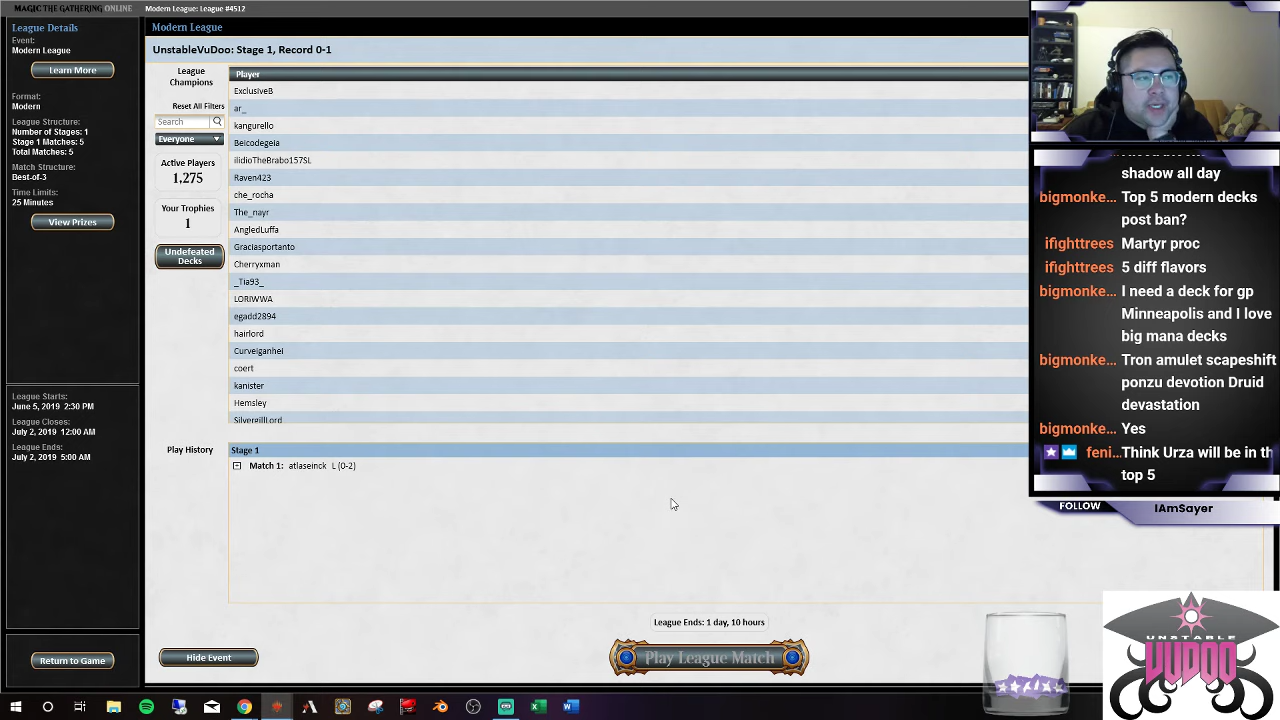 MAGIC THE GATHERING ONLINE
Modern League: League #4512
League Details
Event:
Modern League
Learn More
Format:
Modern
League Structure:
Number of Stages: 1
Stage 1 Matches: 5
Total Matches: 5
Match Structure:
Best-of-3
Time Limits:
25 Minutes
View Prizes
League Starts:
June 5, 2019 2:30 PM
League Closes:
July 2, 2019 12:00 AM
League Ends:
July 2, 2019 5:00 AM
Return to Game
Modern League
UnstableVuDoo: Stage 1, Record 0-1
League
Champions
Reset All Filters
Search
Everyone
Active Players
1,275
Your Trophies
1
Undefeated
Decks
Player
ExclusiveB
ar_
kangurello
Beicodegeia
ilidioTheBrabo157SL
Raven423
che_rocha
The_nayr
AngledLuffa
Graciasportanto
Cherryxman
_Tia93_
LORIWWA
egadd2894
hairlord
Curveiganhei
coert
kanister
Hemsley
SilvergillLord
Play History
Stage 1
Match 1: atlaseinck L (0-2)
League Ends: 1 day, 10 hours
Hide Event
Play League Match
shadow all day
bigmonke... Top 5 modern decks
post ban?
ifighttrees Martyr proc
ifighttrees 5 diff flavors
bigmonke... I need a deck for gp
Minneapolis and I love
big mana decks
bigmonke... Tron amulet scapeshift
ponzu devotion Druid
devastation
bigmonke... Yes
feni... Think Urza will be in th
top 5
FOLLOW
IAmSayer
UNSTABLE
VUDOO